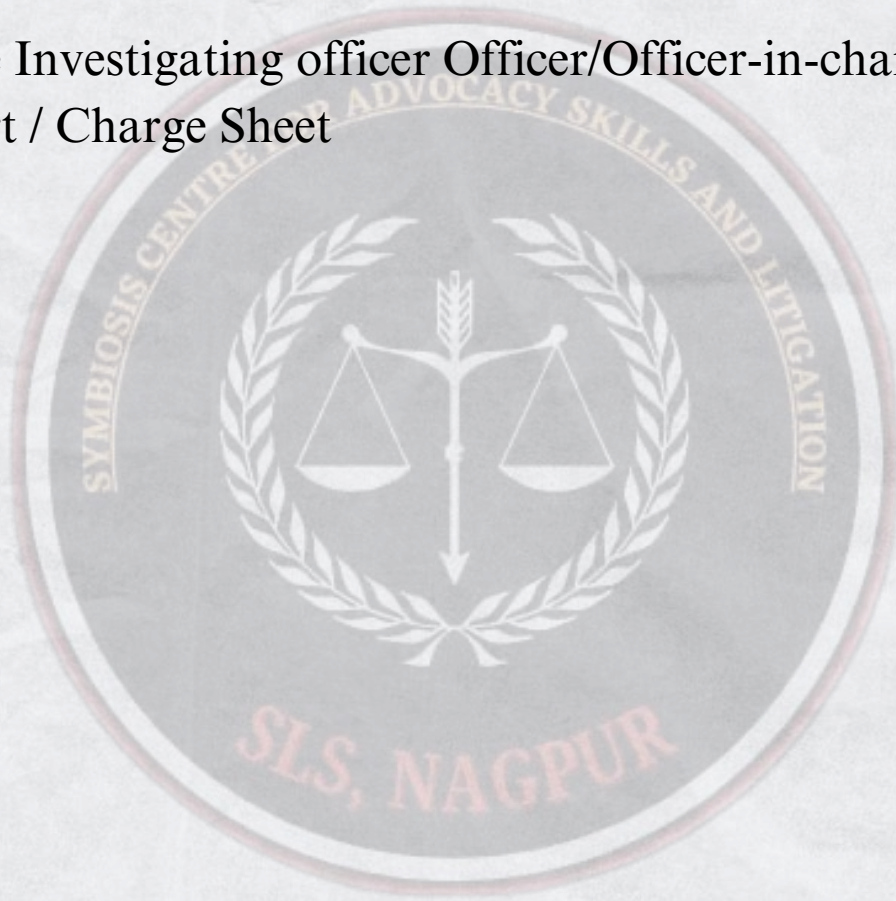 Investigating officer Officer/Officer-in-char
t / Charge Sheet
SYMBIOSIS CENTRE FOR ADVOCACY SKILLS AND LITIGATION
SLS, NAGPUR